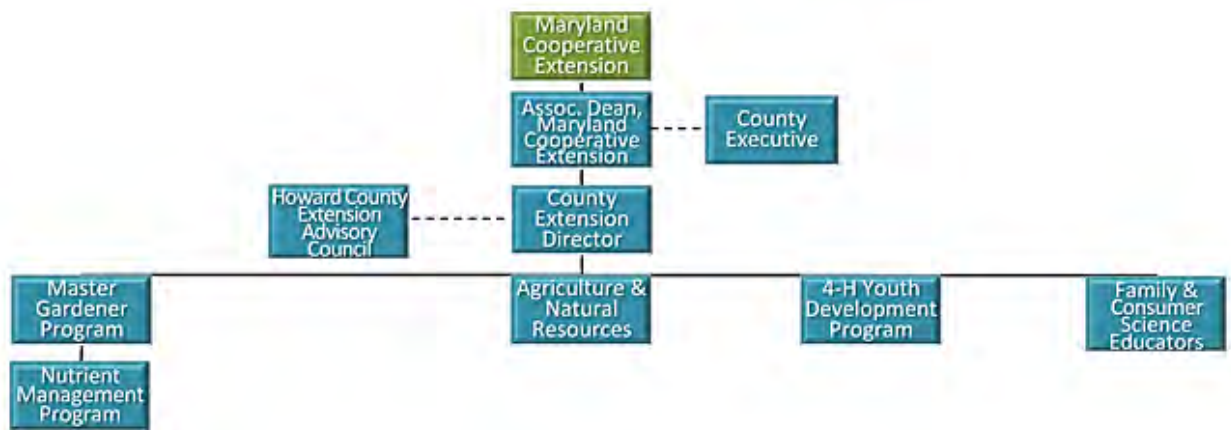 Maryland
Cooperative
Extension
Assoc. Dean,
Maryland
Cooperative
Extension
County
Executive
Howard County
Extension
Advisory
Council
County
Extension
Director
Master
Gardener
Program
Agriculture &
Natural
Resources
4-H Youth
Development
Program
Family &
Consumer
Science
Educators
Nutrient
Management
Program